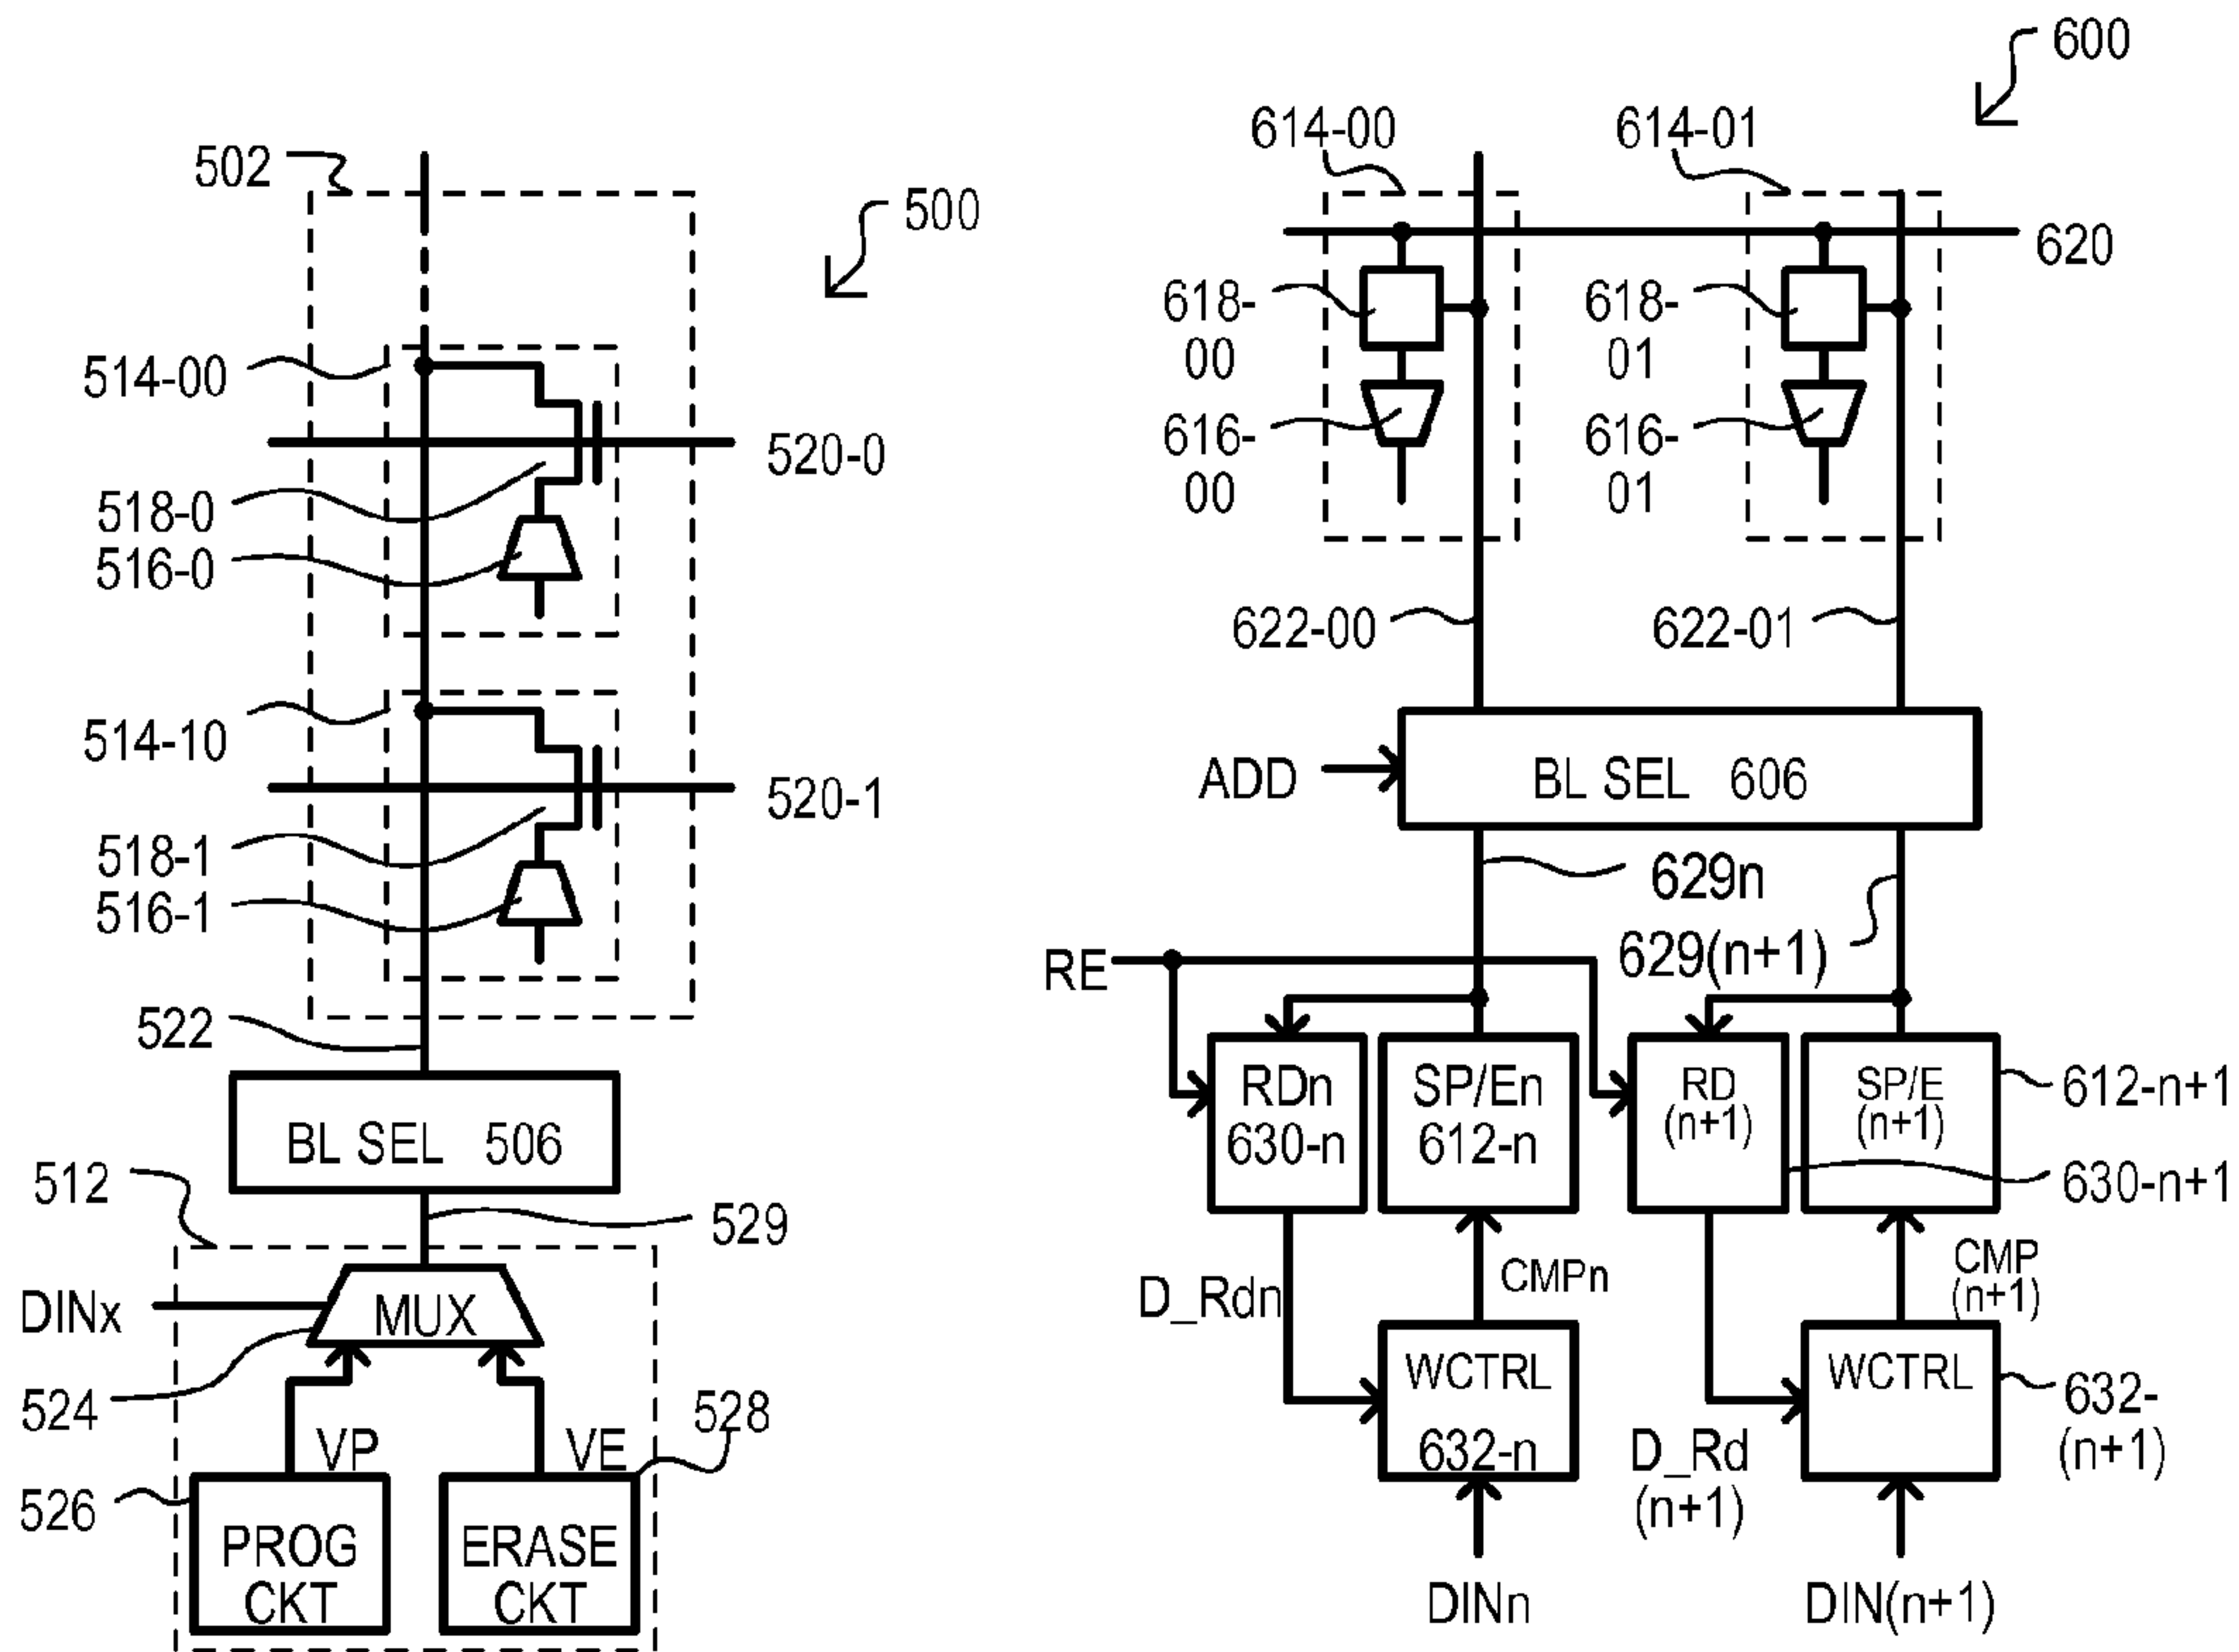 502
500
514-00
520-0
518-0
516-0
514-10
520-1
518-1
516-1
522
BL SEL 506
512
529
DINx
MUX
524
VP
VE
528
526
PROG
CKT
ERASE
CKT
600
614-00
614-01
620
618-
00
618-
01
616-
00
616-
01
622-00
622-01
ADD
BL SEL 606
629n
629(n+1)
RE
RDn
630-n
SP/En
612-n
RD
(n+1)
SP/E
(n+1)
612-n+1
630-n+1
D_Rdn
CMPn
CMP
(n+1)
WCTRL
632-n
D_Rd
(n+1)
WCTRL
632-
(n+1)
DINn
DIN(n+1)